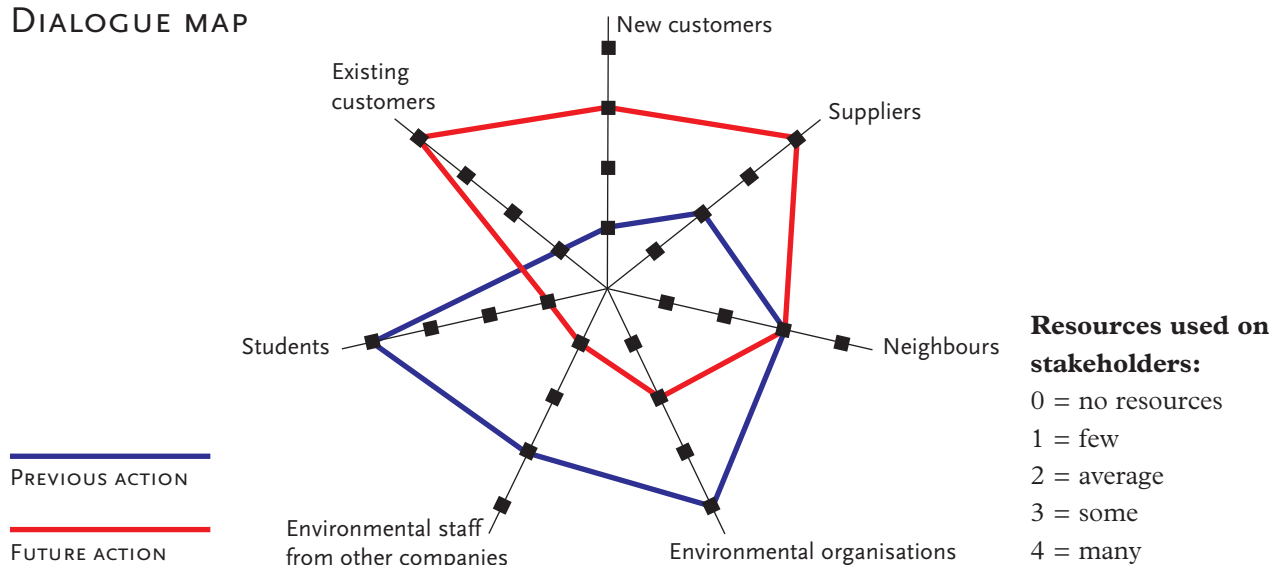 DIALOGUE MAP
New customers
Existing
customers
Suppliers
Students
Neighbours
Environmental staff
from other companies
Environmental organisations
PREVIOUS ACTION
FUTURE ACTION
Resources used on
stakeholders:
0 = no resources
1 = few
2 = average
3 = some
4 = many